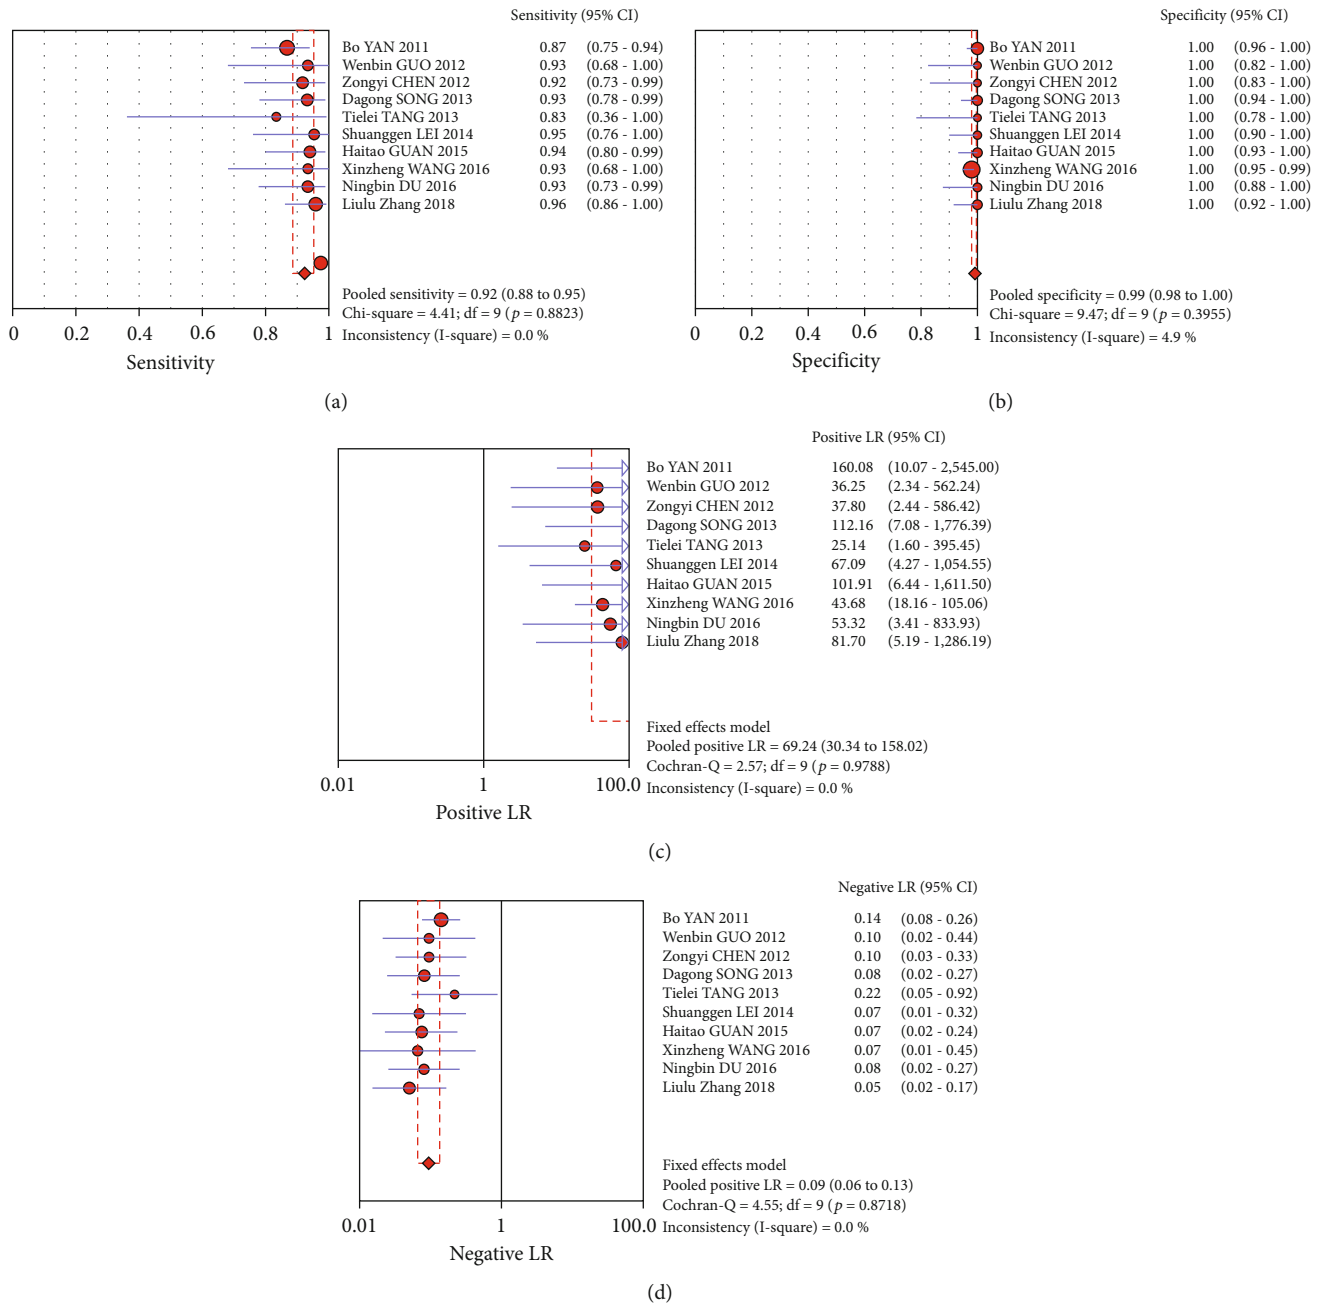 Sensitivity (95% CI)
Bo YAN 2011 0.87 (0.75 - 0.94)
Wenbin GUO 2012 0.93 (0.68 - 1.00)
Zongyi CHEN 2012 0.92 (0.73 - 0.99)
Dagong SONG 2013 0.93 (0.78 - 0.99)
Tielei TANG 2013 0.83 (0.36 - 1.00)
Shuanggen LEI 2014 0.95 (0.76 - 1.00)
Haitao GUAN 2015 0.94 (0.80 - 0.99)
Xinzheng WANG 2016 0.93 (0.68 - 1.00)
Ningbin DU 2016 0.93 (0.73 - 0.99)
Liulu Zhang 2018 0.96 (0.86 - 1.00)
Pooled sensitivity = 0.92 (0.88 to 0.95)
Chi-square = 4.41; df = 9 (p = 0.8823)
Inconsistency (I-square) = 0.0 %
0 0.2 0.4 0.6 0.8 1
Sensitivity
(a)
Specificity (95% CI)
Bo YAN 2011 1.00 (0.96 - 1.00)
Wenbin GUO 2012 1.00 (0.82 - 1.00)
Zongyi CHEN 2012 1.00 (0.83 - 1.00)
Dagong SONG 2013 1.00 (0.94 - 1.00)
Tielei TANG 2013 1.00 (0.78 - 1.00)
Shuanggen LEI 2014 1.00 (0.90 - 1.00)
Haitao GUAN 2015 1.00 (0.93 - 1.00)
Xinzheng WANG 2016 1.00 (0.95 - 0.99)
Ningbin DU 2016 1.00 (0.88 - 1.00)
Liulu Zhang 2018 1.00 (0.92 - 1.00)
Pooled specificity = 0.99 (0.98 to 1.00)
Chi-square = 9.47; df = 9 (p = 0.3955)
Inconsistency (I-square) = 4.9 %
0 0.2 0.4 0.6 0.8 1
Specificity
(b)
Positive LR (95% CI)
Bo YAN 2011 160.08 (10.07 - 2,545.00)
Wenbin GUO 2012 36.25 (2.34 - 562.24)
Zongyi CHEN 2012 37.80 (2.44 - 586.42)
Dagong SONG 2013 112.16 (7.08 - 1,776.39)
Tielei TANG 2013 25.14 (1.60 - 395.45)
Shuanggen LEI 2014 67.09 (4.27 - 1,054.55)
Haitao GUAN 2015 101.91 (6.44 - 1,611.50)
Xinzheng WANG 2016 43.68 (18.16 - 105.06)
Ningbin DU 2016 53.32 (3.41 - 833.93)
Liulu Zhang 2018 81.70 (5.19 - 1,286.19)
Fixed effects model
Pooled positive LR = 69.24 (30.34 to 158.02)
Cochran-Q = 2.57; df = 9 (p = 0.9788)
Inconsistency (I-square) = 0.0 %
0.01 1 100.0
Positive LR
(c)
Negative LR (95% CI)
Bo YAN 2011 0.14 (0.08 - 0.26)
Wenbin GUO 2012 0.10 (0.02 - 0.44)
Zongyi CHEN 2012 0.10 (0.03 - 0.33)
Dagong SONG 2013 0.08 (0.02 - 0.27)
Tielei TANG 2013 0.22 (0.05 - 0.92)
Shuanggen LEI 2014 0.07 (0.01 - 0.32)
Haitao GUAN 2015 0.07 (0.02 - 0.24)
Xinzheng WANG 2016 0.07 (0.01 - 0.45)
Ningbin DU 2016 0.08 (0.02 - 0.27)
Liulu Zhang 2018 0.05 (0.02 - 0.17)
Fixed effects model
Pooled positive LR = 0.09 (0.06 to 0.13)
Cochran-Q = 4.55; df = 9 (p = 0.8718)
Inconsistency (I-square) = 0.0 %
0.01 1 100.0
Negative LR
(d)